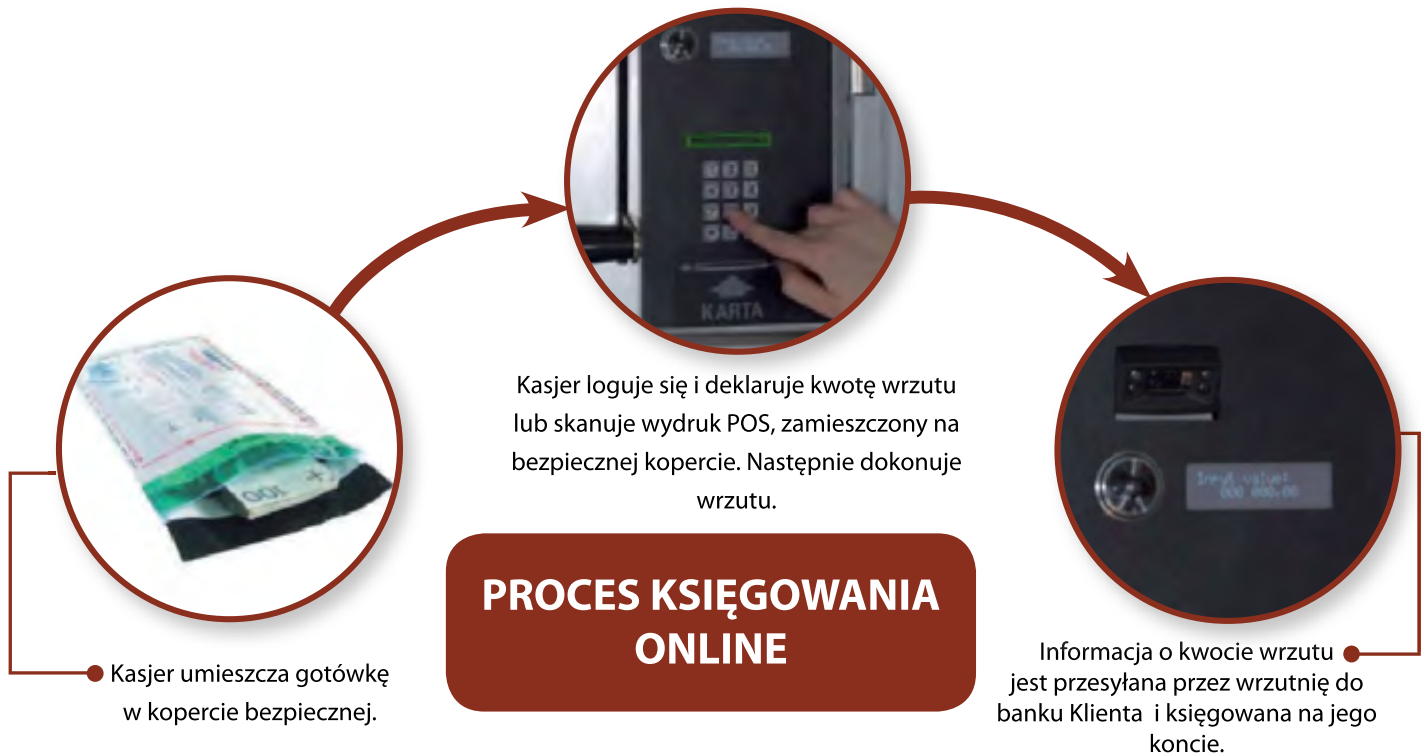 KARTA
Kasjer loguje się i deklaruje kwotę wrzutu
lub skanuje wydruk POS, zamieszczony na
bezpiecznej kopercie. Następnie dokonuje
wrzutu.
100
Input value:
000 000.00
PROCES KSIĘGOWANIA
ONLINE
Kasjer umieszcza gotówkę
w kopercie bezpiecznej.
Informacja o kwocie wrzutu
jest przesyłana przez wrzutnię do
banku Klienta i księgowana na jego
koncie.